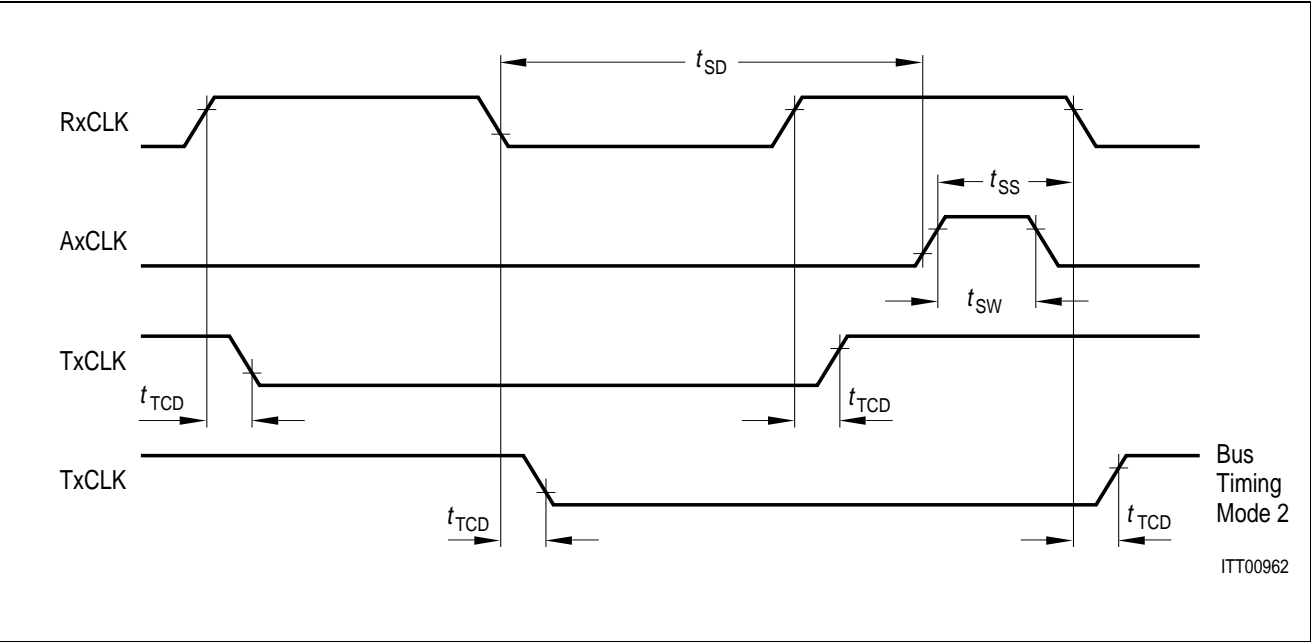 tSD
RxCLK
tSS
AxCLK
tSW
TxCLK
tTCD
tTCD
TxCLK
tTCD
tTCD
Bus
Timing
Mode 2
ITT00962